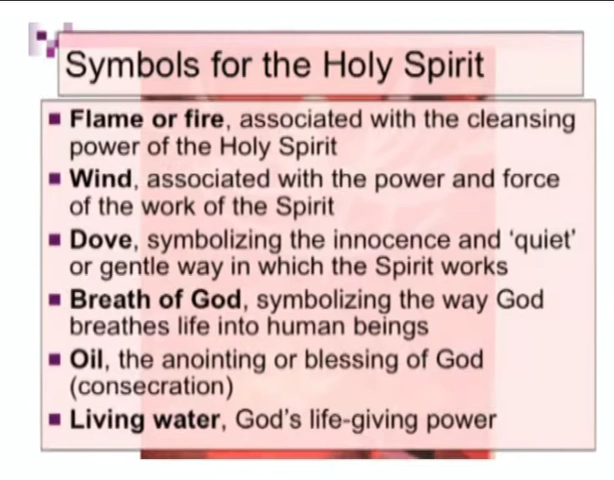 Symbols for the Holy Spirit
▪ Flame or fire, associated with the cleansing
power of the Holy Spirit
▪ Wind, associated with the power and force
of the work of the Spirit
▪ Dove, symbolizing the innocence and ‘quiet’
or gentle way in which the Spirit works
▪ Breath of God, symbolizing the way God
breathes life into human beings
▪ Oil, the anointing or blessing of God
(consecration)
▪ Living water, God’s life-giving power